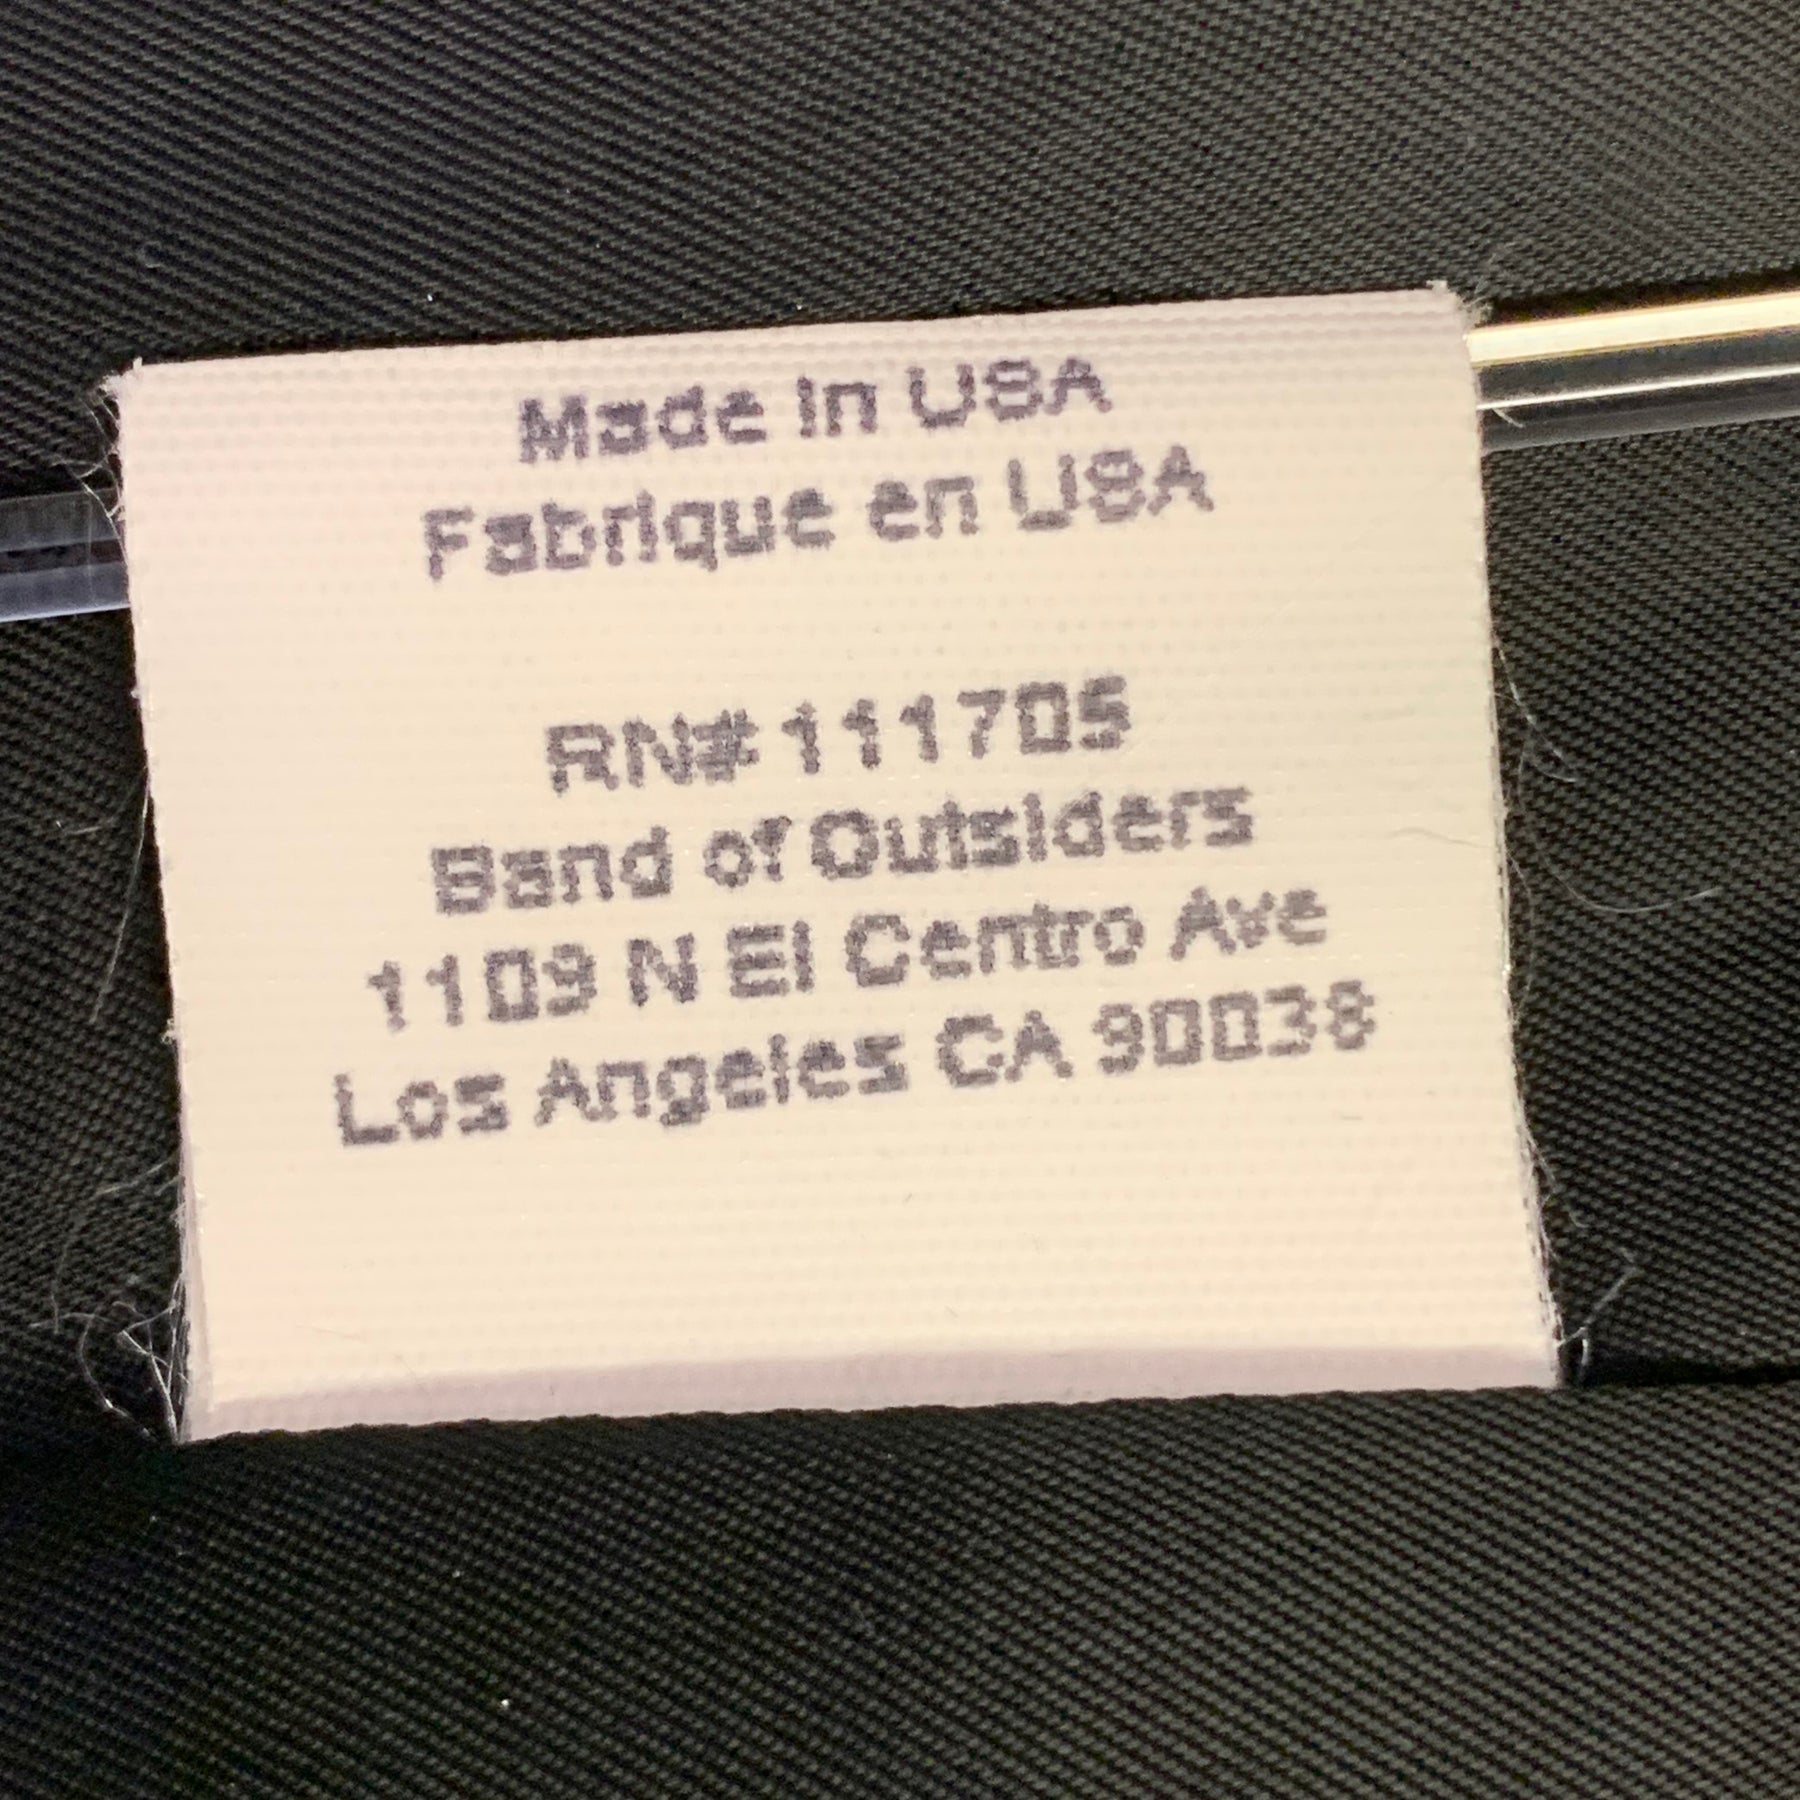 Made in USA
Fabrique en USA
RN# 111705
Band of Outsiders
1109 N El Centro Ave
Los Angeles CA 90038